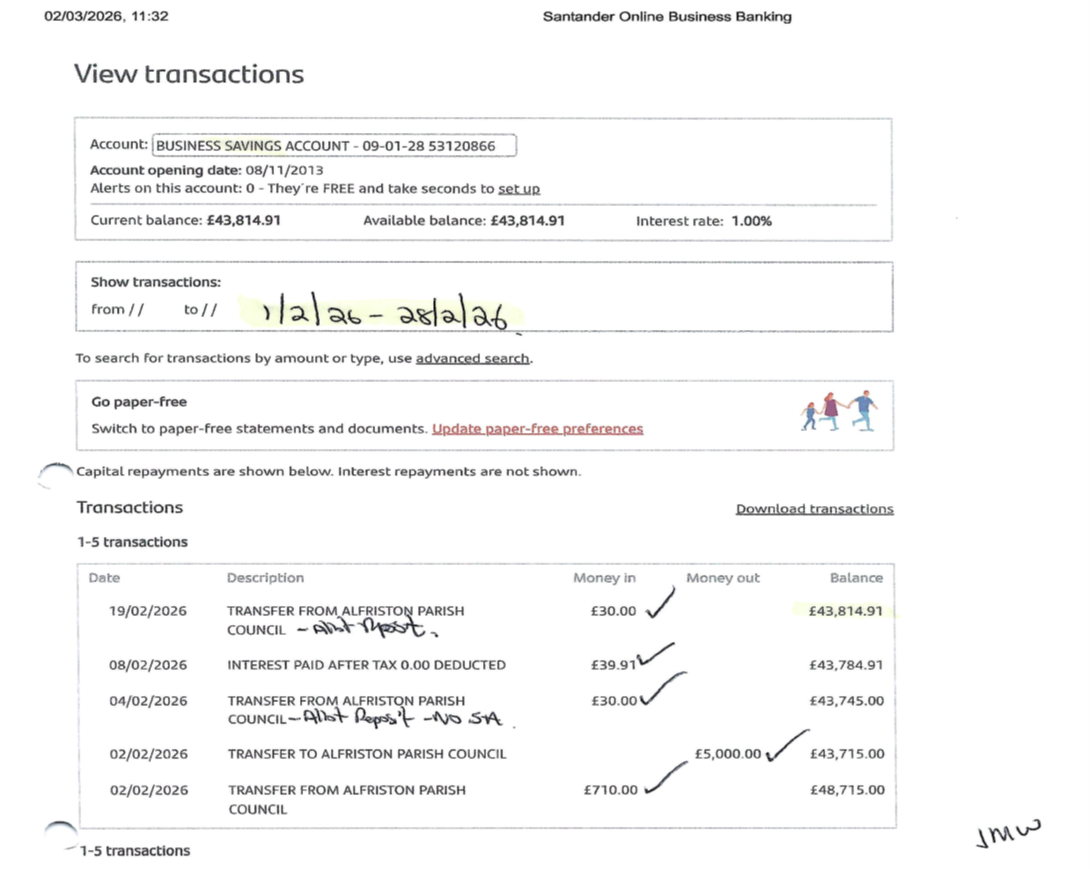 02/03/2026, 11:32 Santander Online Business Banking
View transactions
Account: BUSINESS SAVINGS ACCOUNT - 09-01-28 53120866
Account opening date: 08/11/2013
Alerts on this account: 0 - They're FREE and take seconds to set up
Current balance: £43,814.91 Available balance: £43,814.91 Interest rate: 1.00%
Show transactions:
from // to // 1/2/26 - 28/2/26
To search for transactions by amount or type, use advanced search.
Go paper-free
Switch to paper-free statements and documents. Update paper-free preferences
Capital repayments are shown below. Interest repayments are not shown.
Transactions Download transactions
1-5 transactions
Date Description Money in Money out Balance
19/02/2026 TRANSFER FROM ALFRISTON PARISH £30.00 £43,814.91
COUNCIL - Allot
08/02/2026 INTEREST PAID AFTER TAX 0.00 DEDUCTED £39.91 £43,784.91
04/02/2026 TRANSFER FROM ALFRISTON PARISH £30.00 £43,745.00
COUNCIL - Allot Deposit - NO
02/02/2026 TRANSFER TO ALFRISTON PARISH COUNCIL £5,000.00 £43,715.00
02/02/2026 TRANSFER FROM ALFRISTON PARISH £710.00 £48,715.00
COUNCIL
JMW
1-5 transactions